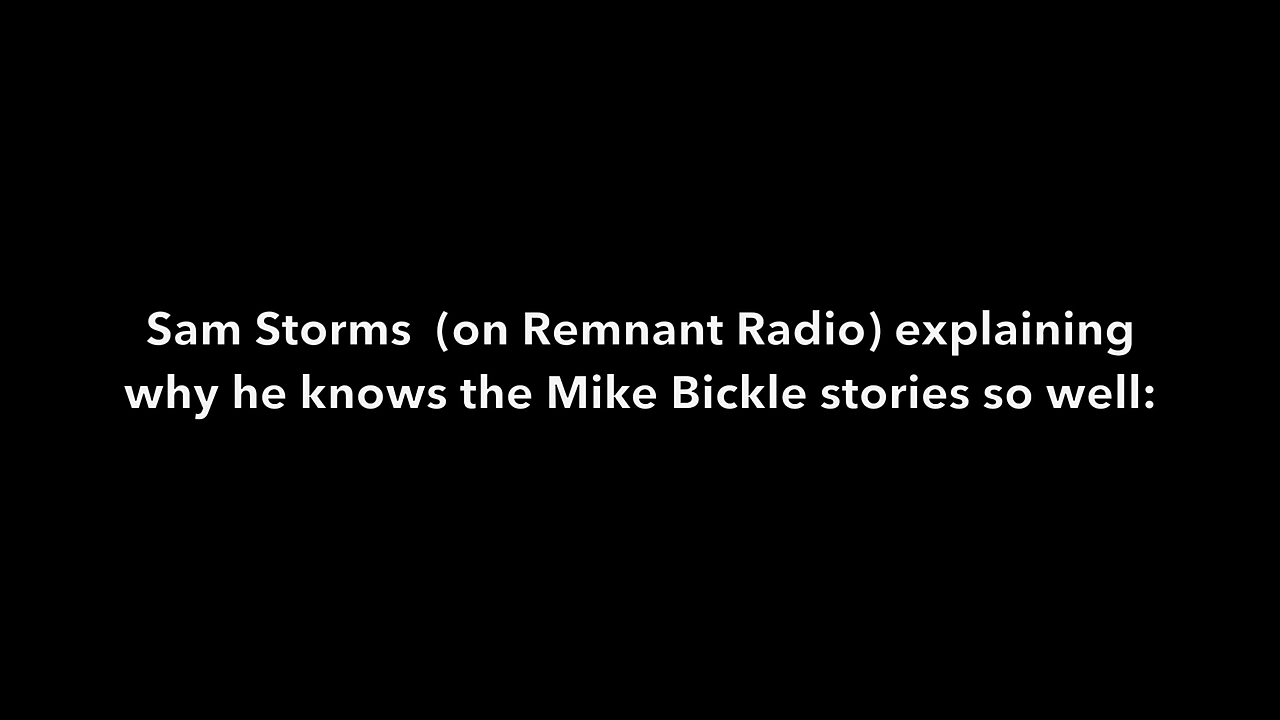 Sam Storms  (on Remnant Radio) explaining
why he knows the Mike Bickle stories so well: